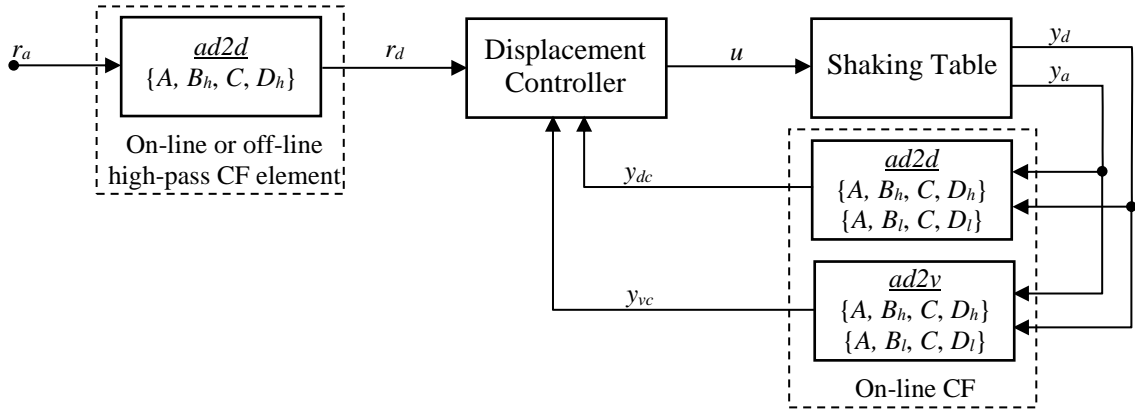 r_a
ad2d
{A, B_h, C, D_h}
On-line or off-line
high-pass CF element
r_d
Displacement
Controller
u
Shaking Table
y_d
y_a
y_dc
ad2d
{A, B_h, C, D_h}
{A, B_l, C, D_l}
y_vc
ad2v
{A, B_h, C, D_h}
{A, B_l, C, D_l}
On-line CF